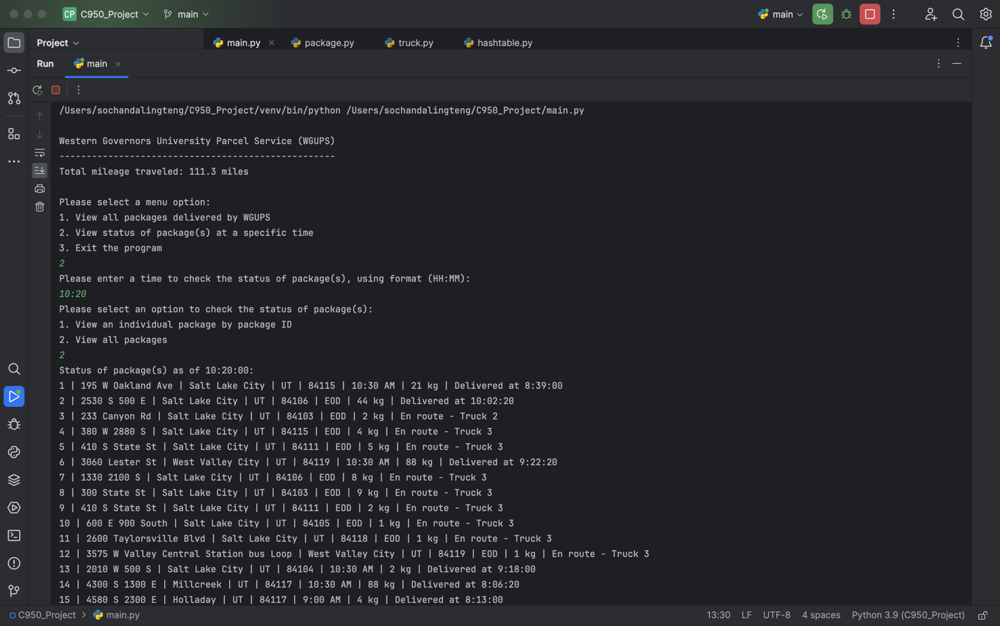 CP C950_Project main main
Project main.py package.py truck.py hashtable.py
Run main
/Users/sochandalingteng/C950_Project/venv/bin/python /Users/sochandalingteng/C950_Project/main.py
Western Governors University Parcel Service (WGUPS)
---------------------------------------------------
Total mileage traveled: 111.3 miles
Please select a menu option:
1. View all packages delivered by WGUPS
2. View status of package(s) at a specific time
3. Exit the program
2
Please enter a time to check the status of package(s), using format (HH:MM):
10:20
Please select an option to check the status of package(s):
1. View an individual package by package ID
2. View all packages
2
Status of package(s) as of 10:20:00:
1 | 195 W Oakland Ave | Salt Lake City | UT | 84115 | 10:30 AM | 21 kg | Delivered at 8:39:00
2 | 2530 S 500 E | Salt Lake City | UT | 84106 | EOD | 44 kg | Delivered at 10:02:20
3 | 233 Canyon Rd | Salt Lake City | UT | 84103 | EOD | 2 kg | En route - Truck 2
4 | 380 W 2880 S | Salt Lake City | UT | 84115 | EOD | 4 kg | En route - Truck 3
5 | 410 S State St | Salt Lake City | UT | 84111 | EOD | 5 kg | En route - Truck 3
6 | 3060 Lester St | West Valley City | UT | 84119 | 10:30 AM | 88 kg | Delivered at 9:22:20
7 | 1330 2100 S | Salt Lake City | UT | 84106 | EOD | 8 kg | En route - Truck 3
8 | 300 State St | Salt Lake City | UT | 84103 | EOD | 9 kg | En route - Truck 3
9 | 410 S State St | Salt Lake City | UT | 84111 | EOD | 2 kg | En route - Truck 3
10 | 600 E 900 South | Salt Lake City | UT | 84105 | EOD | 1 kg | En route - Truck 3
11 | 2600 Taylorsville Blvd | Salt Lake City | UT | 84118 | EOD | 1 kg | En route - Truck 3
12 | 3575 W Valley Central Station bus Loop | West Valley City | UT | 84119 | EOD | 1 kg | En route - Truck 3
13 | 2010 W 500 S | Salt Lake City | UT | 84104 | 10:30 AM | 2 kg | Delivered at 9:18:00
14 | 4300 S 1300 E | Millcreek | UT | 84117 | 10:30 AM | 88 kg | Delivered at 8:06:20
15 | 4580 S 2300 E | Holladay | UT | 84117 | 9:00 AM | 4 kg | Delivered at 8:13:00
C950_Project main.py 13:30 LF UTF-8 4 spaces Python 3.9 (C950_Project)